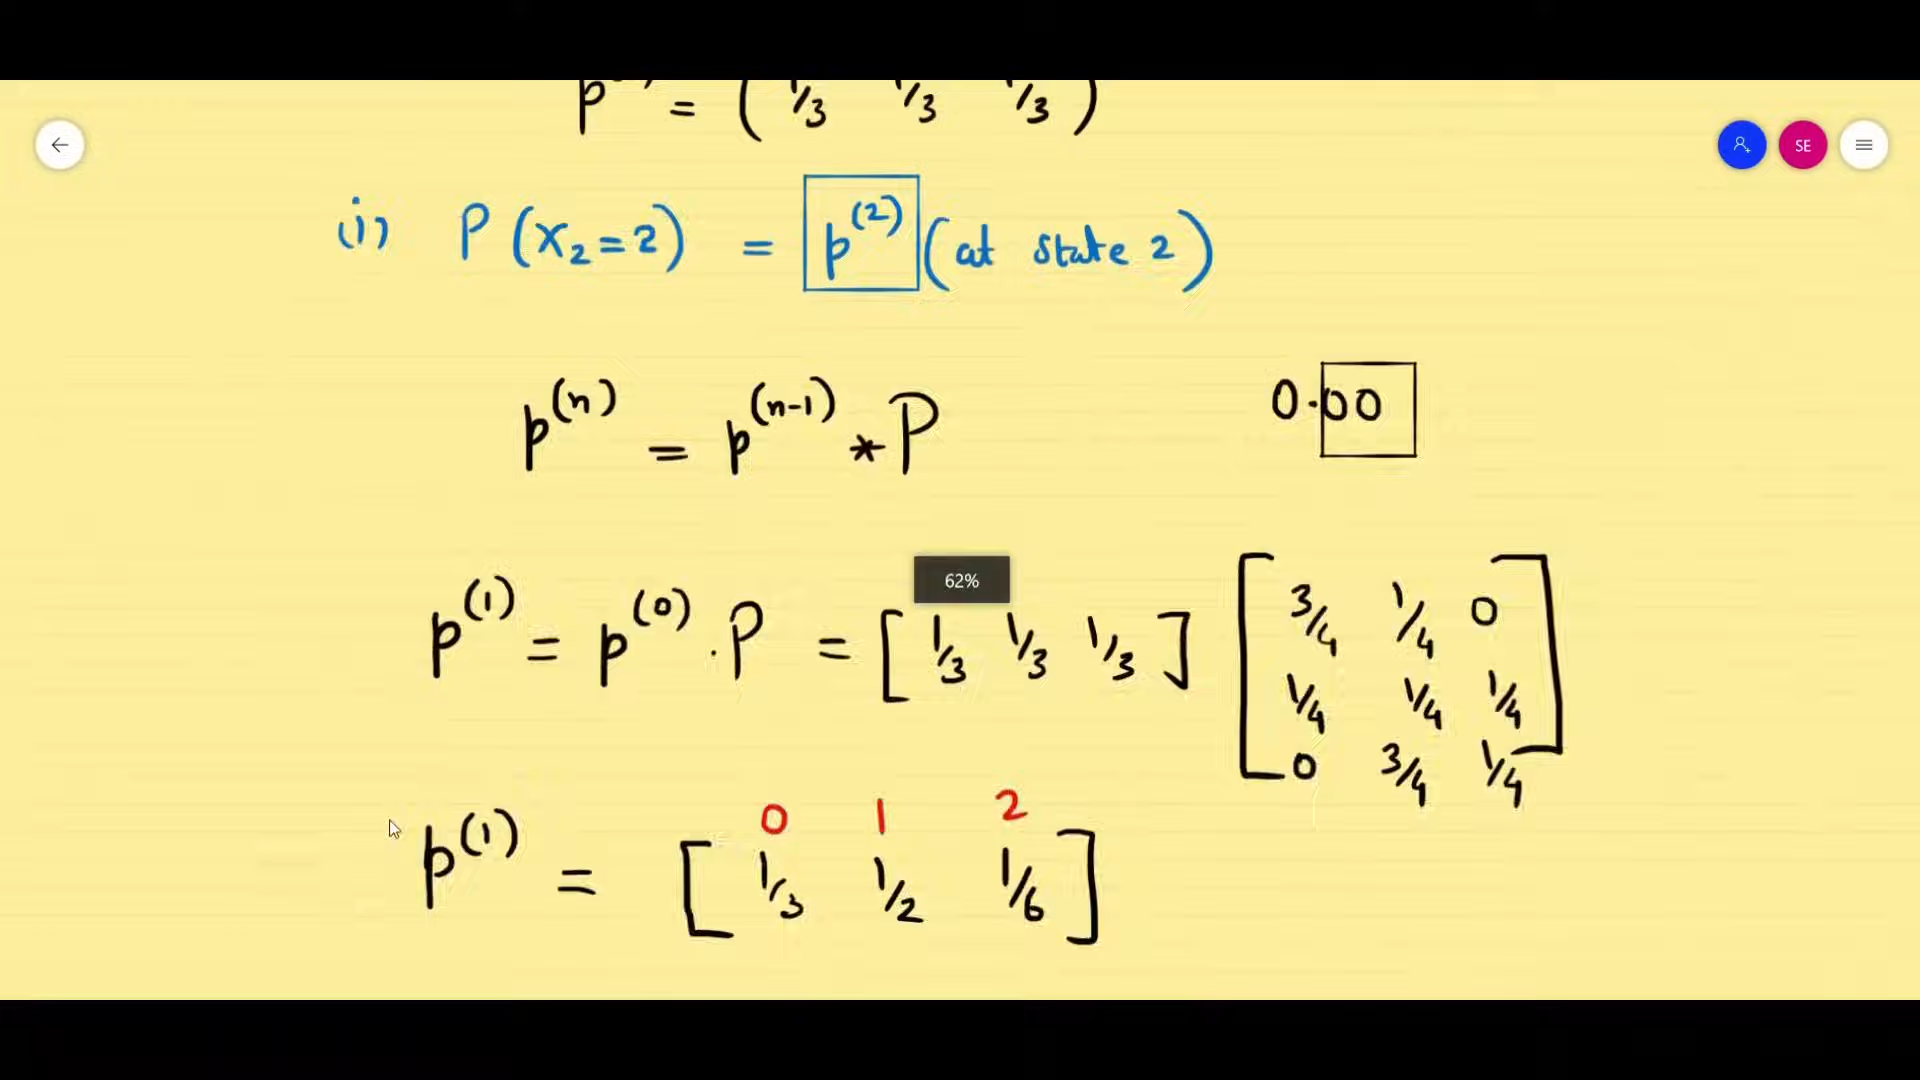 p = ( 1/3 1/3 1/3 )
SE
(i) P (X₂=2) = p⁽²⁾ (at state 2)
p⁽ⁿ⁾ = p⁽ⁿ⁻¹⁾ * P
0.00
62%
p⁽¹⁾ = p⁽⁰⁾ . P = [ 1/3 1/3 1/3 ]
3/4 1/4 0
1/4 1/4 1/4
0 3/4 1/4
0 1 2
p⁽¹⁾ = [ 1/3 1/2 1/6 ]